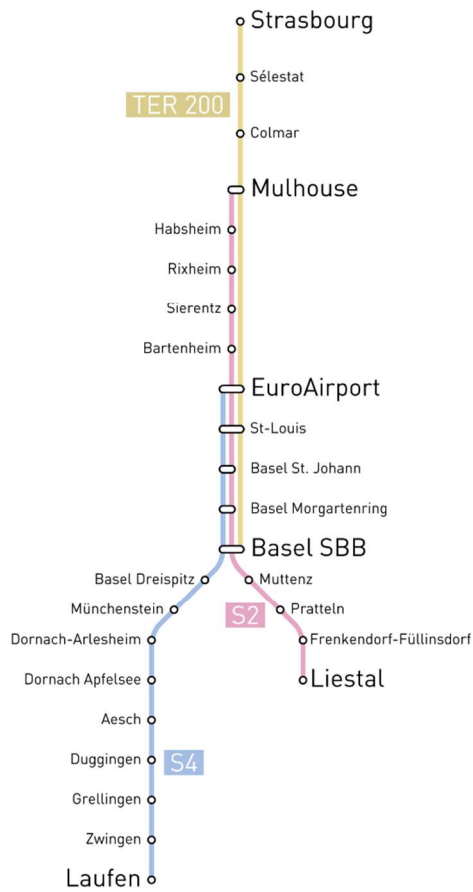 Strasbourg
Sélestat
TER 200
Colmar
Mulhouse
Habsheim
Rixheim
Sierentz
Bartenheim
EuroAirport
St-Louis
Basel St. Johann
Basel Morgartenring
Basel SBB
Basel Dreispitz
Muttenz
Münchenstein
S2
Pratteln
Dornach-Arlesheim
Frenkendorf-Füllinsdorf
Dornach Apfelsee
Liestal
Aesch
Duggingen
S4
Grellingen
Zwingen
Laufen